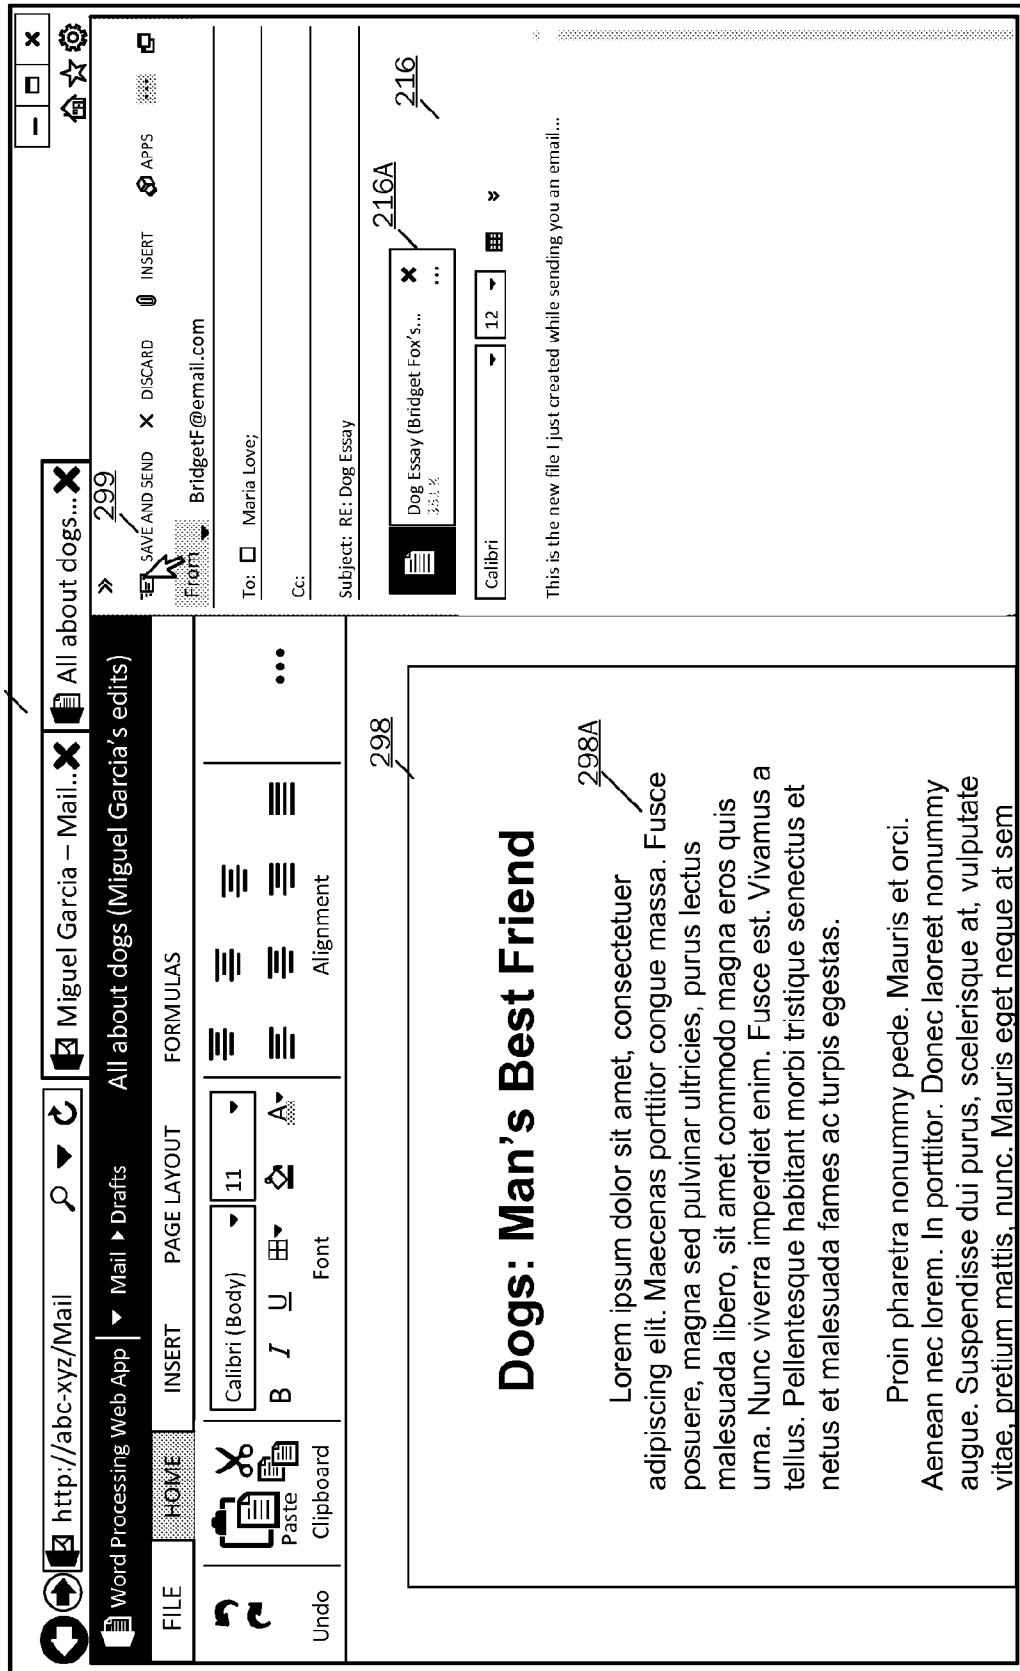 http://abc-xyz/Mail
Miguel Garcia – Mail..
All about dogs...
Word Processing Web App
Mail
Drafts
All about dogs (Miguel Garcia's edits)
FILE
HOME
INSERT
PAGE LAYOUT
FORMULAS
Calibri (Body)
11
B I U
A
Undo
Paste
Clipboard
Font
Alignment
298
Dogs: Man's Best Friend
298A
Lorem ipsum dolor sit amet, consectetuer
adipiscing elit. Maecenas porttitor congue massa. Fusce
posuere, magna sed pulvinar ultricies, purus lectus
malesuada libero, sit amet commodo magna eros quis
urna. Nunc viverra imperdiet enim. Fusce est. Vivamus a
tellus. Pellentesque habitant morbi tristique senectus et
netus et malesuada fames ac turpis egestas.
Proin pharetra nonummy pede. Mauris et orci.
Aenean nec lorem. In porttitor. Donec laoreet nonummy
augue. Suspendisse dui purus, scelerisque at, vulputate
vitae, pretium mattis, nunc. Mauris eget neque at sem
299
SAVE AND SEND
DISCARD
INSERT
APPS
From
BridgetF@email.com
To:
Maria Love;
Cc:
Subject: RE: Dog Essay
216A
216
Dog Essay (Bridget Fox's...
351 K
Calibri
12
This is the new file I just created while sending you an email...